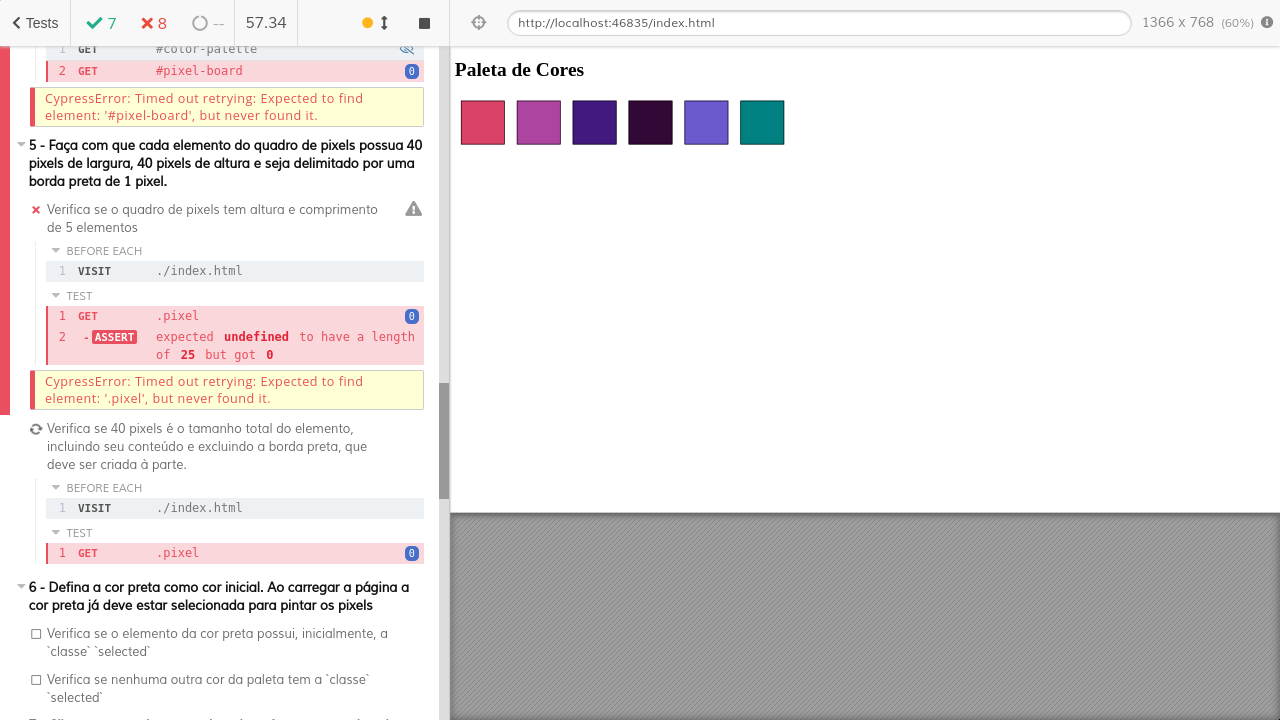 Tests 7 8 -- 57.34
http://localhost:46835/index.html 1366 x 768 (60%)
1 GET #color-palette
2 GET #pixel-board 0
CypressError: Timed out retrying: Expected to find
element: '#pixel-board', but never found it.
5 - Faça com que cada elemento do quadro de pixels possua 40
pixels de largura, 40 pixels de altura e seja delimitado por uma
borda preta de 1 pixel.
Verifica se o quadro de pixels tem altura e comprimento
de 5 elementos
BEFORE EACH
1 VISIT ./index.html
TEST
1 GET .pixel 0
2 - ASSERT expected undefined to have a length
of 25 but got 0
CypressError: Timed out retrying: Expected to find
element: '.pixel', but never found it.
Verifica se 40 pixels é o tamanho total do elemento,
incluindo seu conteúdo e excluindo a borda preta, que
deve ser criada à parte.
BEFORE EACH
1 VISIT ./index.html
TEST
1 GET .pixel 0
6 - Defina a cor preta como cor inicial. Ao carregar a página a
cor preta já deve estar selecionada para pintar os pixels
Verifica se o elemento da cor preta possui, inicialmente, a
`classe` `selected`
Verifica se nenhuma outra cor da paleta tem a `classe`
`selected`
Paleta de Cores